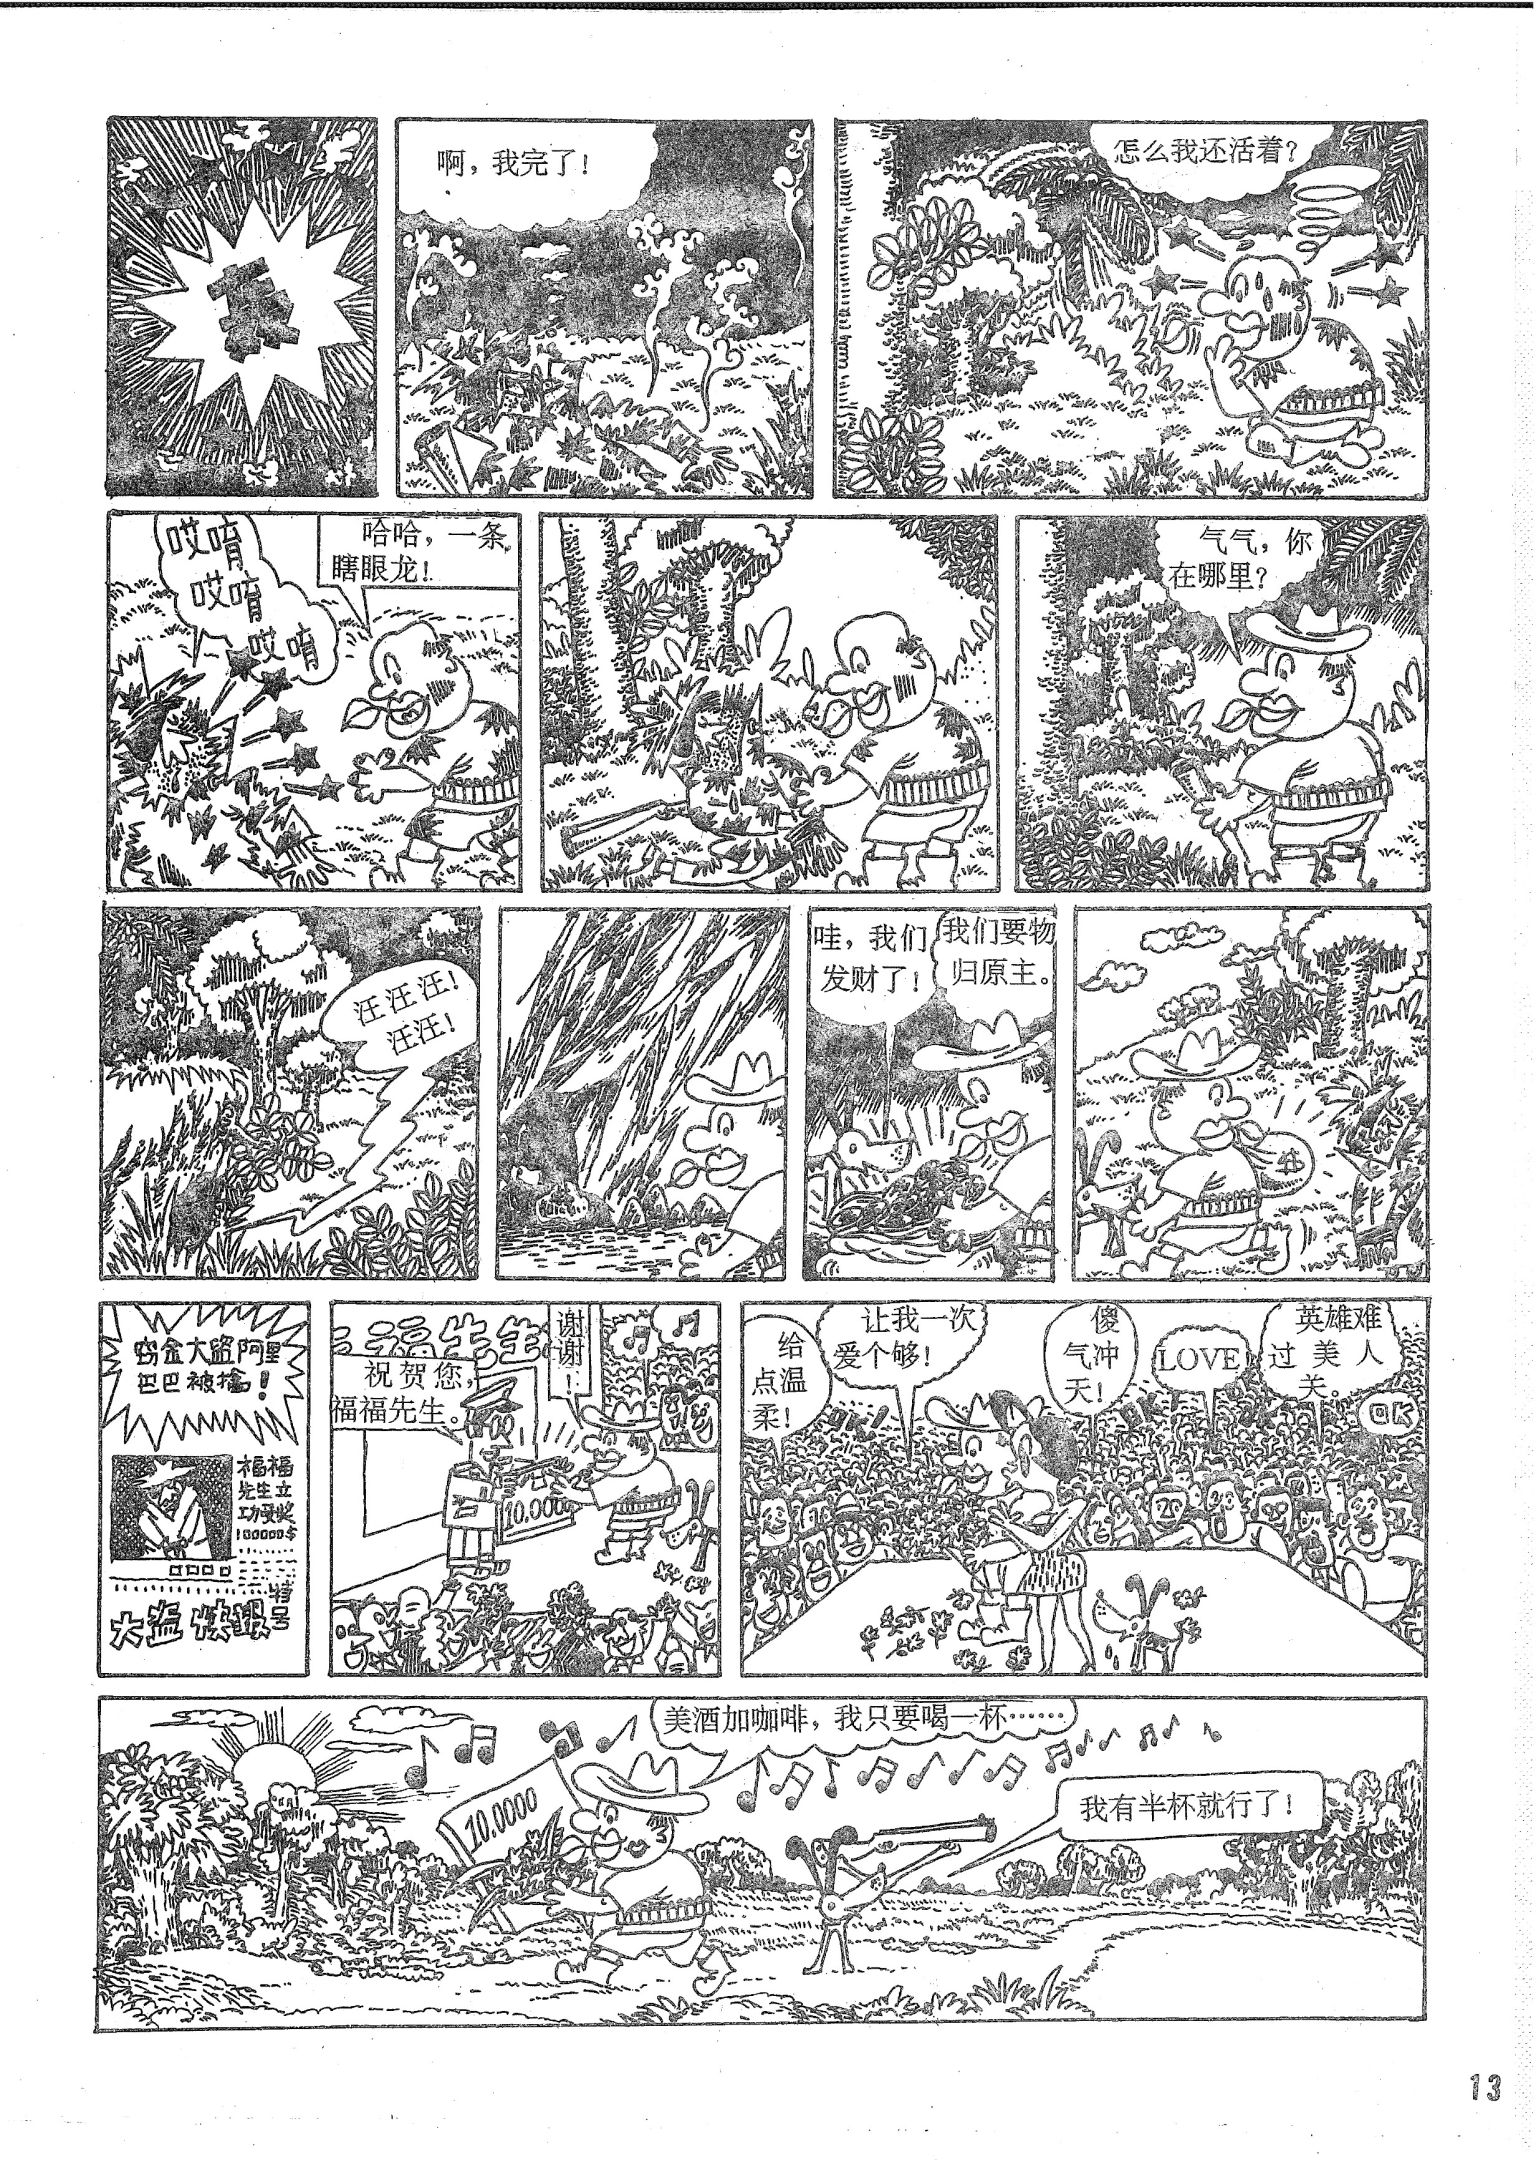 轰
啊，我完了！
怎么我还活着？
哎唷
哎唷
哎唷
哈哈，一条
瞎眼龙！
气气，你
在哪里？
汪汪汪！
汪汪！
哇，我们
发财了！
我们要物
归原主。
$
窃金大盗阿里
巴巴被擒！
福福
先生立
功受奖
100000$
特号
大盗快报
福先生
祝贺您，
福福先生。
谢谢！
10.000
给
点温
柔！
让我一次
爱个够！
傻
气冲
天！
LOVE
英雄难
过美人
关。
OK
美酒加咖啡，我只要喝一杯……
10.0000
我有半杯就行了！
13